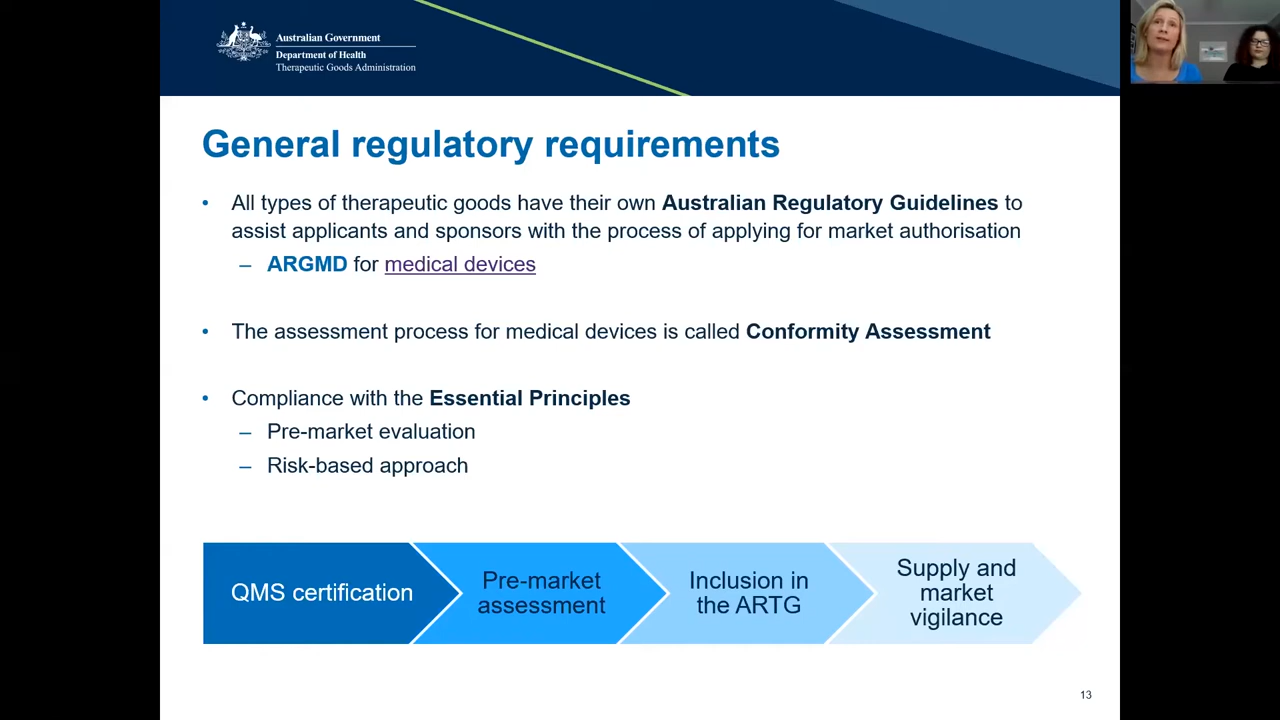 Australian Government
Department of Health
Therapeutic Goods Administration
General regulatory requirements
• All types of therapeutic goods have their own Australian Regulatory Guidelines to
assist applicants and sponsors with the process of applying for market authorisation
– ARGMD for medical devices
• The assessment process for medical devices is called Conformity Assessment
• Compliance with the Essential Principles
– Pre-market evaluation
– Risk-based approach
QMS certification
Pre-market
assessment
Inclusion in
the ARTG
Supply and
market
vigilance
13